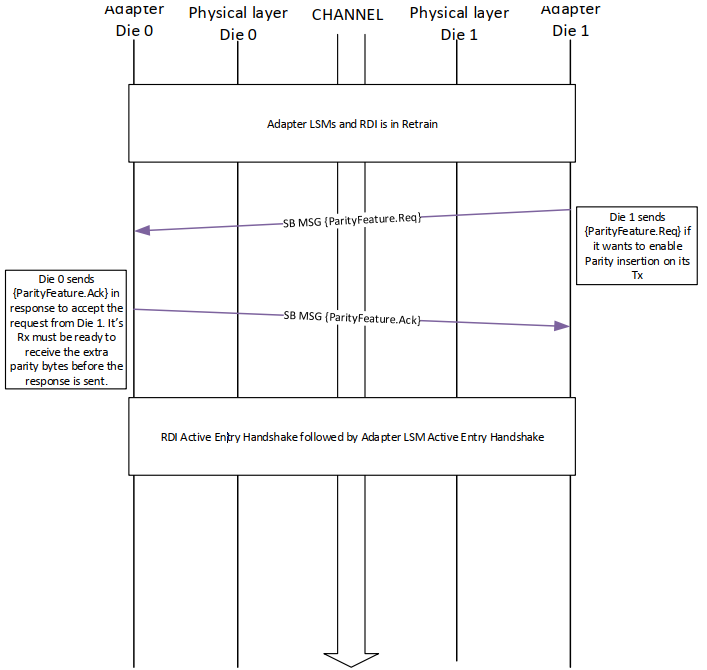 Adapter
Die 0
Physical layer
Die 0
CHANNEL
Physical layer
Die 1
Adapter
Die 1
Adapter LSMs and RDI is in Retrain
SB MSG {ParityFeature.Req}
Die 1 sends
{ParityFeature.Req} if
it wants to enable
Parity insertion on its
Tx
Die 0 sends
{ParityFeature.Ack} in
response to accept the
request from Die 1. It’s
Rx must be ready to
receive the extra
parity bytes before the
response is sent.
SB MSG {ParityFeature.Ack}
RDI Active Entry Handshake followed by Adapter LSM Active Entry Handshake